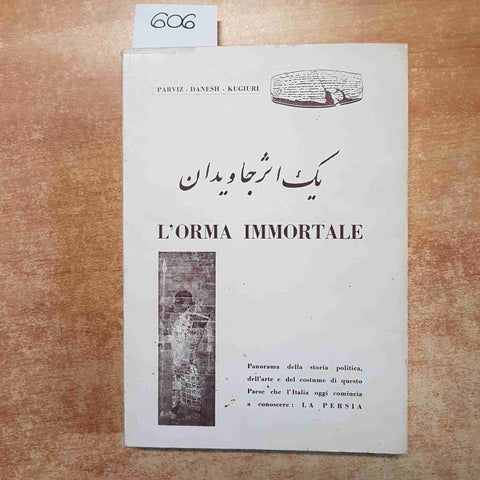 606
PARVIZ - DANESH - KUGIURI
یک اثر جاویدان
L'ORMA IMMORTALE
Panorama della storia politica,
dell'arte e del costume di questo
Paese che l'Italia oggi comincia
a conoscere: LA PERSIA